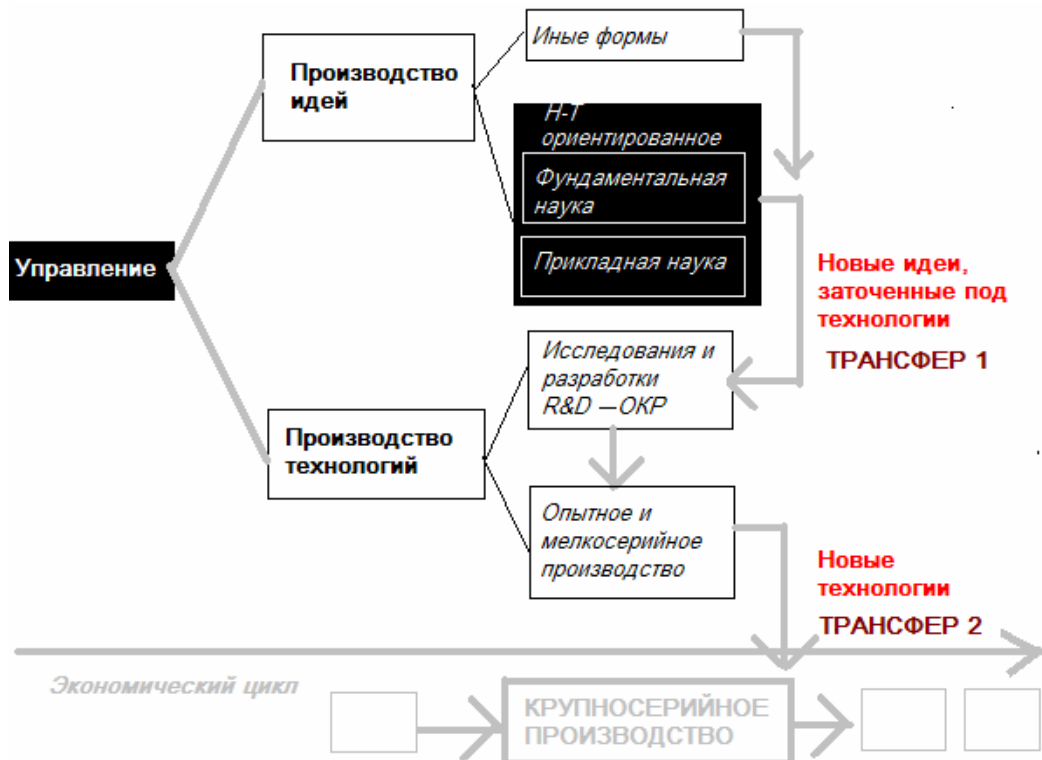 Иные формы
Производство
идей
Н-Т
ориентированное
Фундаментальная
наука
Прикладная наука
Управление
Новые идеи,
заточенные под
технологии
ТРАНСФЕР 1
Исследования и
разработки
R&D —ОКР
Производство
технологий
Опытное и
мелкосерийное
производство
Новые
технологии
ТРАНСФЕР 2
Экономический цикл
КРУПНОСЕРИЙНОЕ
ПРОИЗВОДСТВО